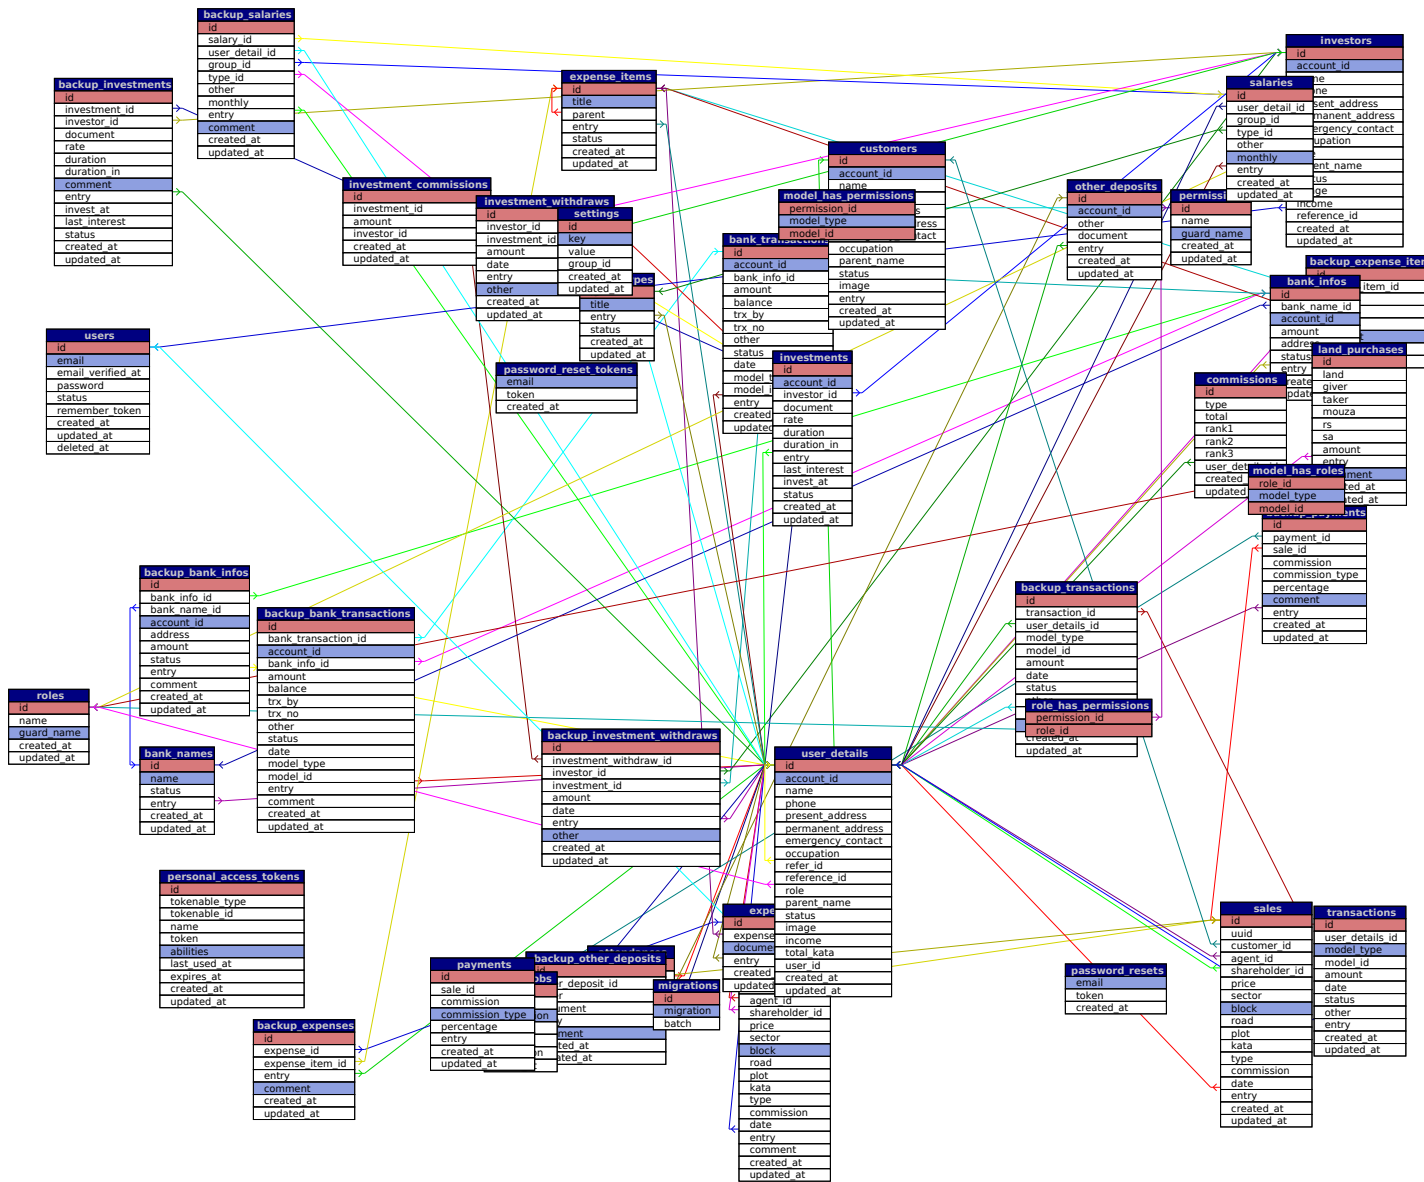 backup_salaries
id
salary_id
user_detail_id
group_id
type_id
other
monthly
entry
comment
created_at
updated_at
backup_investments
id
investment_id
investor_id
document
rate
duration
duration_in
comment
entry
invest_at
last_interest
status
created_at
updated_at
expense_items
id
title
parent
entry
status
created_at
updated_at
investors
id
account_id
reference_id
entry
created_at
updated_at
salaries
id
user_detail_id
group_id
type_id
other
monthly
entry
created_at
updated_at
customers
id
account_id
name
occupation
parent_name
status
image
entry
created_at
updated_at
model_has_permissions
permission_id
model_type
model_id
investment_commissions
id
investment_id
amount
investor_id
created_at
updated_at
investment_withdraws
id
investor_id
investment_id
amount
date
entry
other
created_at
updated_at
settings
id
key
value
group_id
created_at
updated_at
title
entry
status
created_at
updated_at
bank_transactions
id
account_id
bank_info_id
amount
balance
trx_by
trx_no
other
status
date
entry
created
other_deposits
id
account_id
other
document
entry
created_at
updated_at
id
name
guard_name
created_at
updated_at
bank_infos
id
bank_name_id
account_id
amount
status
entry
land_purchases
id
land
giver
taker
mouza
rs
sa
amount
entry
commissions
id
type
total
rank1
rank2
rank3
model_has_roles
role_id
model_type
model_id
backup_payments
id
payment_id
sale_id
commission
commission_type
percentage
comment
entry
created_at
updated_at
users
id
email
email_verified_at
password
status
remember_token
created_at
updated_at
deleted_at
password_reset_tokens
email
token
created_at
investments
id
account_id
investor_id
document
rate
duration
duration_in
entry
last_interest
invest_at
status
created_at
updated_at
backup_bank_infos
id
bank_info_id
bank_name_id
account_id
address
amount
status
entry
comment
created_at
updated_at
backup_bank_transactions
id
bank_transaction_id
account_id
bank_info_id
amount
balance
trx_by
trx_no
other
status
date
model_type
model_id
entry
comment
created_at
updated_at
backup_transactions
id
transaction_id
user_details_id
model_type
model_id
amount
date
status
created_at
updated_at
role_has_permissions
permission_id
role_id
roles
id
name
guard_name
created_at
updated_at
bank_names
id
name
status
entry
created_at
updated_at
backup_investment_withdraws
id
investment_withdraw_id
investor_id
investment_id
amount
date
entry
other
created_at
updated_at
user_details
id
account_id
name
phone
present_address
permanent_address
emergency_contact
occupation
refer_id
reference_id
role
parent_name
status
image
income
total_kata
user_id
created_at
updated_at
personal_access_tokens
id
tokenable_type
tokenable_id
name
token
abilities
last_used_at
expires_at
created_at
updated_at
id
entry
agent_id
shareholder_id
price
sector
block
road
plot
kata
type
commission
date
entry
comment
created_at
updated_at
backup_other_deposits
payments
id
sale_id
commission
commission_type
percentage
entry
created_at
updated_at
migrations
id
migration
batch
backup_expenses
id
expense_id
expense_item_id
entry
comment
created_at
updated_at
password_resets
email
token
created_at
sales
id
uuid
customer_id
agent_id
shareholder_id
price
sector
block
road
plot
kata
type
commission
date
entry
created_at
updated_at
transactions
id
user_details_id
model_type
model_id
amount
date
status
other
entry
created_at
updated_at